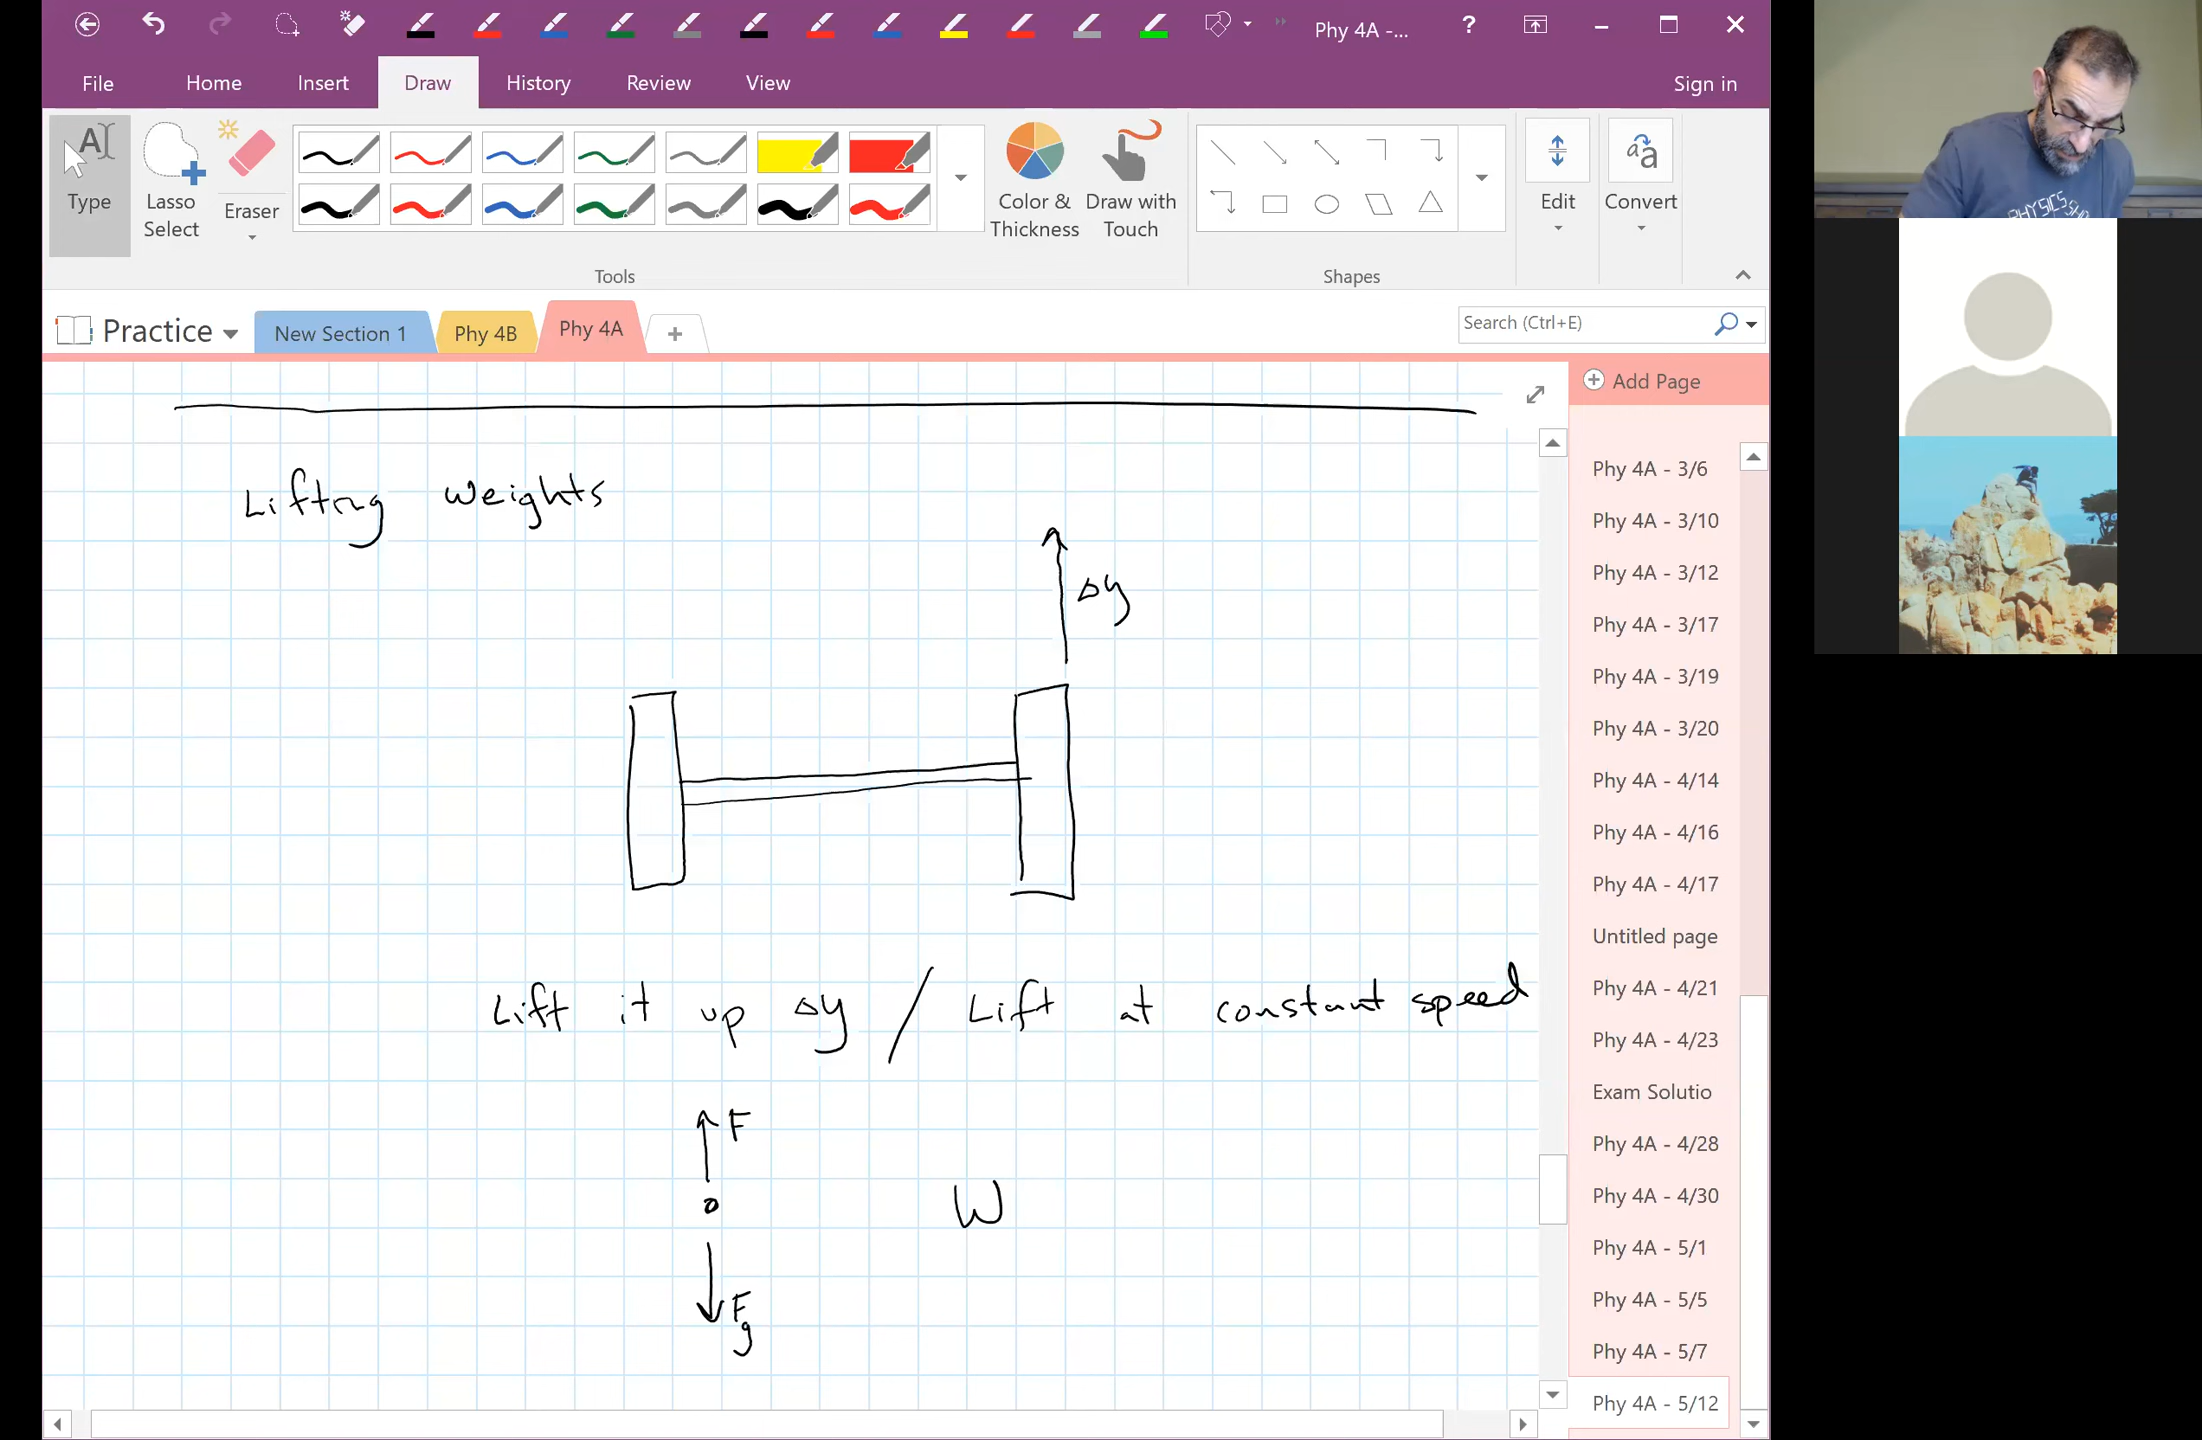 Phy 4A -...
?
File Home Insert Draw History Review View Sign in
Type Lasso Select Eraser Color & Thickness Draw with Touch Edit Convert
Tools Shapes
Practice New Section 1 Phy 4B Phy 4A + Search (Ctrl+E)
Add Page
Phy 4A - 3/6
Phy 4A - 3/10
Phy 4A - 3/12
Phy 4A - 3/17
Phy 4A - 3/19
Phy 4A - 3/20
Phy 4A - 4/14
Phy 4A - 4/16
Phy 4A - 4/17
Untitled page
Phy 4A - 4/21
Phy 4A - 4/23
Exam Solutio
Phy 4A - 4/28
Phy 4A - 4/30
Phy 4A - 5/1
Phy 4A - 5/5
Phy 4A - 5/7
Phy 4A - 5/12
Lifting weights
Δy
Lift it up Δy / Lift at constant speed
F
W
Fg
PHYSICS